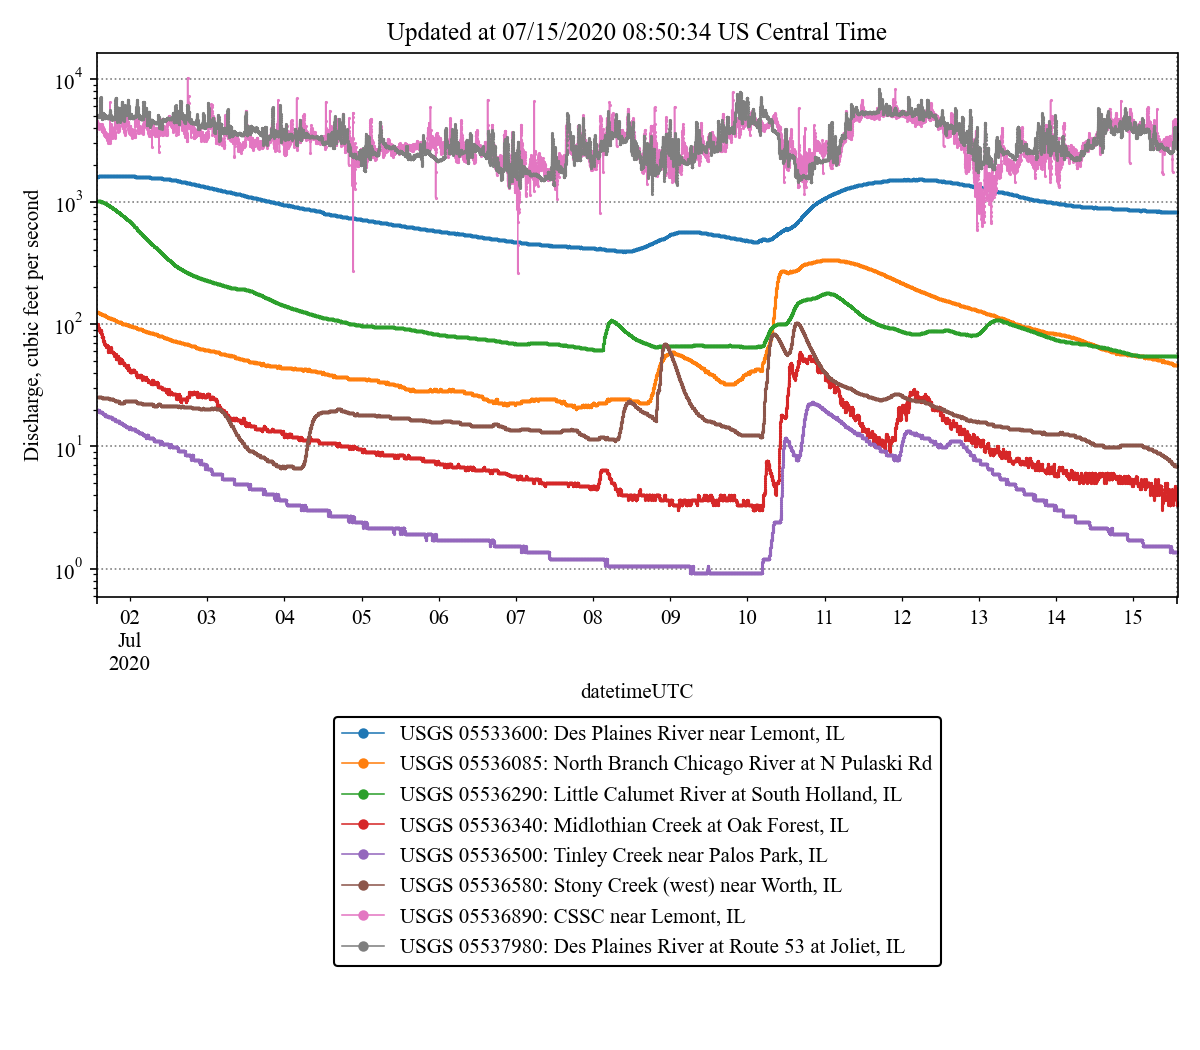 Updated at 07/15/2020 08:50:34 US Central Time
Discharge, cubic feet per second
10^4
10^3
10^2
10^1
10^0
02 03 04 05 06 07 08 09 10 11 12 13 14 15
Jul
2020
datetimeUTC
USGS 05533600: Des Plaines River near Lemont, IL
USGS 05536085: North Branch Chicago River at N Pulaski Rd
USGS 05536290: Little Calumet River at South Holland, IL
USGS 05536340: Midlothian Creek at Oak Forest, IL
USGS 05536500: Tinley Creek near Palos Park, IL
USGS 05536580: Stony Creek (west) near Worth, IL
USGS 05536890: CSSC near Lemont, IL
USGS 05537980: Des Plaines River at Route 53 at Joliet, IL